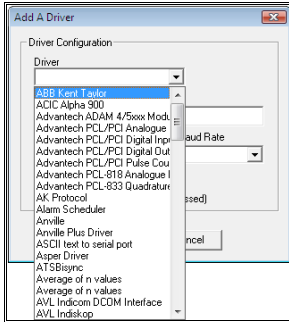 Add A Driver
Driver Configuration
Driver
ABB Kent Taylor
ACIC Alpha 900
Advantech ADAM 4/5xxx Modu
Advantech PCL/PCI Analogue
Advantech PCL/PCI Digital Inpu
Advantech PCL/PCI Digital Out
Advantech PCL/PCI Pulse Cou
Advantech PCL-818 Analogue I
Advantech PCL-833 Quadrature
AK Protocol
Alarm Scheduler
Anville
Anville Plus Driver
ASCII text to serial port
Asper Driver
ATSBisync
Average of n values
Average of n values
AVL Indicom DCOM Interface
AVL Indiskop
aud Rate
ssed)
ncel